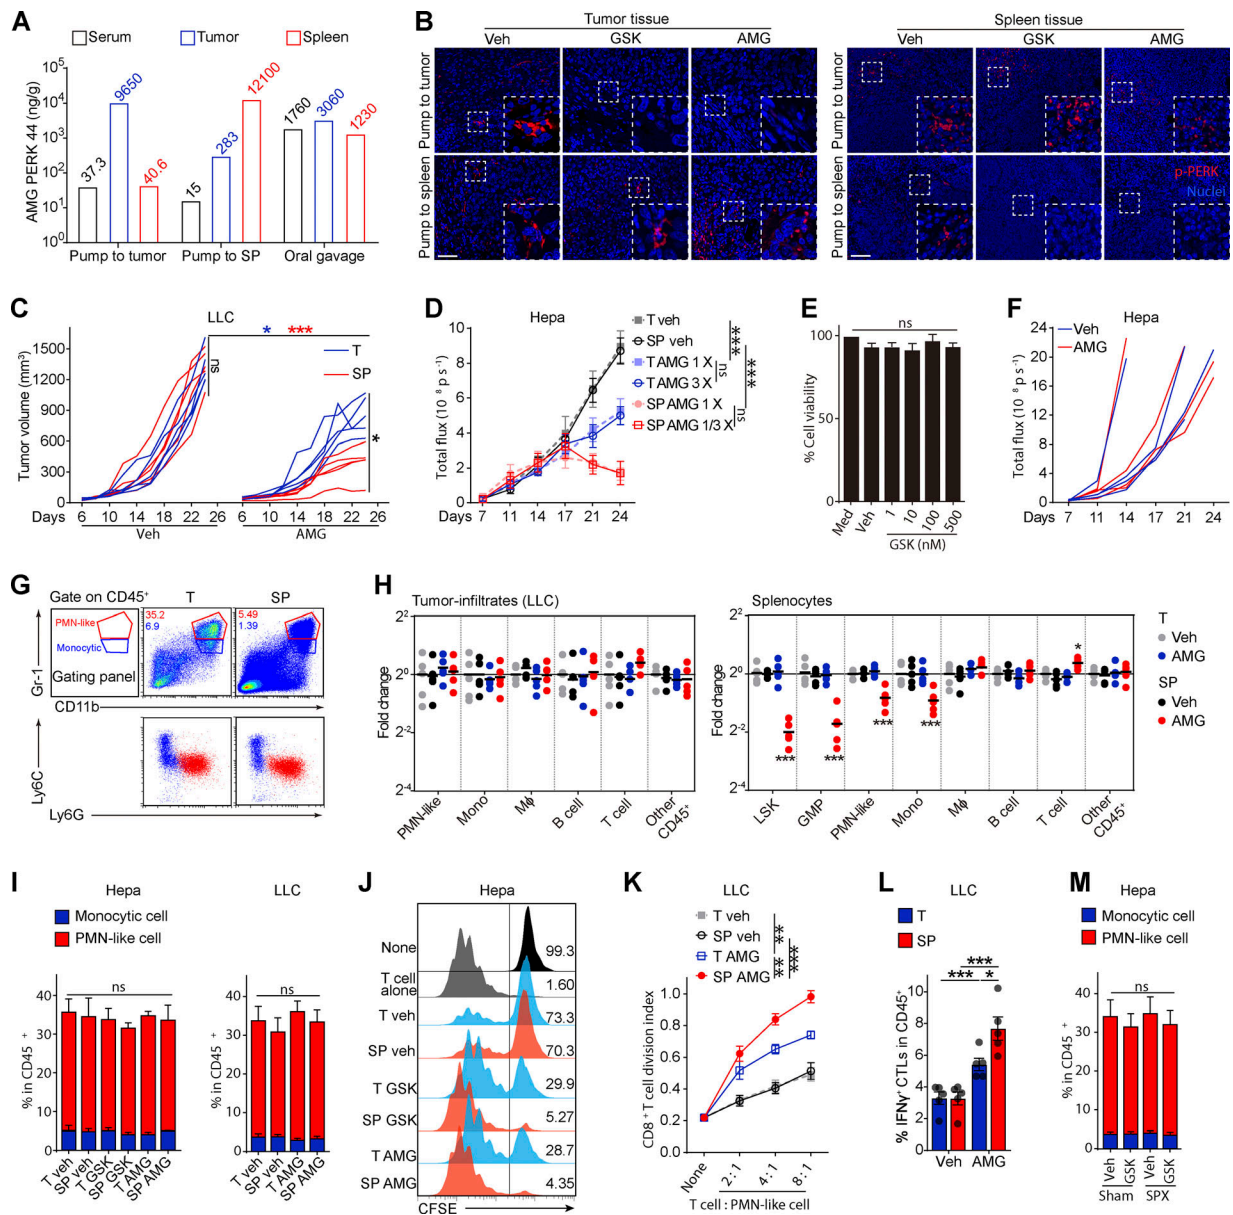 A
Serum
Tumor
Spleen
AMG PERK 44 (ng/g)
10⁵
10⁴
10³
10²
10¹
10⁰
37.3
9650
40.6
15
283
12100
1760
3060
1230
Pump to tumor
Pump to SP
Oral gavage
B
Tumor tissue
Spleen tissue
Veh
GSK
AMG
Veh
GSK
AMG
Pump to tumor
Pump to spleen
Pump to tumor
Pump to spleen
p-PERK
Nuclei
C
LLC
Tumor volume (mm³)
1500
1200
900
600
300
0
* ***
ns
T
SP
*
Days
6 10 14 18 22 26
6 10 14 18 22 26
Veh
AMG
D
Hepa
Total flux (10⁻⁸ p s⁻¹)
10
8
6
4
2
0
T veh
SP veh
T AMG 1 X
T AMG 3 X
SP AMG 1 X
SP AMG 1/3 X
***
***
ns
ns
Days
7 11 14 17 21 24
E
ns
% Cell viability
100
50
0
Med
Veh
1
10
100
500
GSK (nM)
F
Hepa
Veh
AMG
Total flux (10⁻⁸ p s⁻¹)
24
20
16
12
8
4
0
Days
7 11 14 17 21 24
G
Gate on CD45⁺
T
SP
PMN-like
Monocytic
Gating panel
35.2
6.9
5.49
1.39
Gr-1
CD11b
Ly6C
Ly6G
H
Tumor-infiltrates (LLC)
Fold change
2²
2⁰
2⁻²
2⁻⁴
PMN-like
Mono
Mϕ
B cell
T cell
Other CD45⁺
Splenocytes
Fold change
2²
2⁰
2⁻²
2⁻⁴
***
***
***
***
*
LSK
GMP
PMN-like
Mono
Mϕ
B cell
T cell
Other CD45⁺
T
Veh
AMG
SP
Veh
AMG
I
Hepa
LLC
Monocytic cell
PMN-like cell
% in CD45⁺
40
30
20
10
0
ns
T veh
SP veh
T GSK
SP GSK
T AMG
SP AMG
% in CD45⁺
40
30
20
10
0
ns
T veh
SP veh
T AMG
SP AMG
J
Hepa
None
99.3
T cell alone
1.60
T veh
73.3
SP veh
70.3
T GSK
29.9
SP GSK
5.27
T AMG
28.7
SP AMG
4.35
CFSE
K
LLC
T veh
SP veh
T AMG
SP AMG
**
**
***
CD8⁺T cell division index
1.0
0.8
0.6
0.4
0.2
0.0
None
2:1
4:1
8:1
T cell : PMN-like cell
L
LLC
T
SP
% IFNγ⁺ CTLs in CD45⁺
12
10
8
6
4
2
0
***
*** *
Veh
AMG
M
Hepa
Monocytic cell
PMN-like cell
% in CD45⁺
40
30
20
10
0
ns
Veh
GSK
Veh
GSK
Sham
SPX